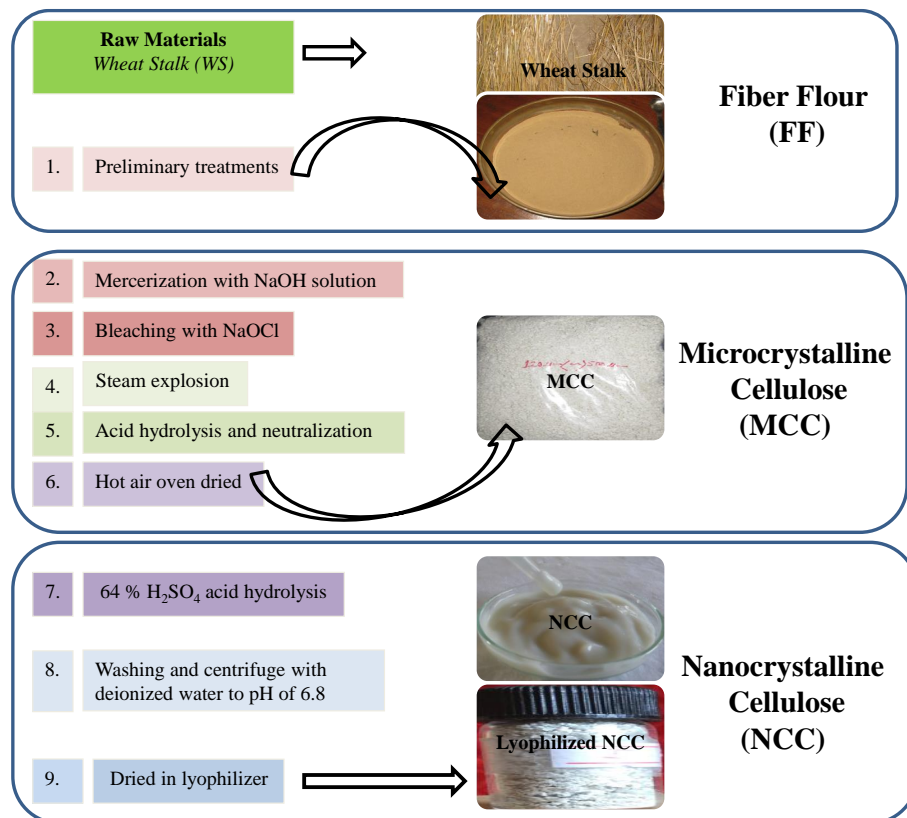 Raw Materials
Wheat Stalk (WS)
Wheat Stalk
Fiber Flour
(FF)
1. Preliminary treatments
2. Mercerization with NaOH solution
3. Bleaching with NaOCl
4. Steam explosion
5. Acid hydrolysis and neutralization
6. Hot air oven dried
MCC
Microcrystalline
Cellulose
(MCC)
7. 64 % H₂SO₄ acid hydrolysis
8. Washing and centrifuge with
deionized water to pH of 6.8
9. Dried in lyophilizer
NCC
Lyophilized NCC
Nanocrystalline
Cellulose
(NCC)